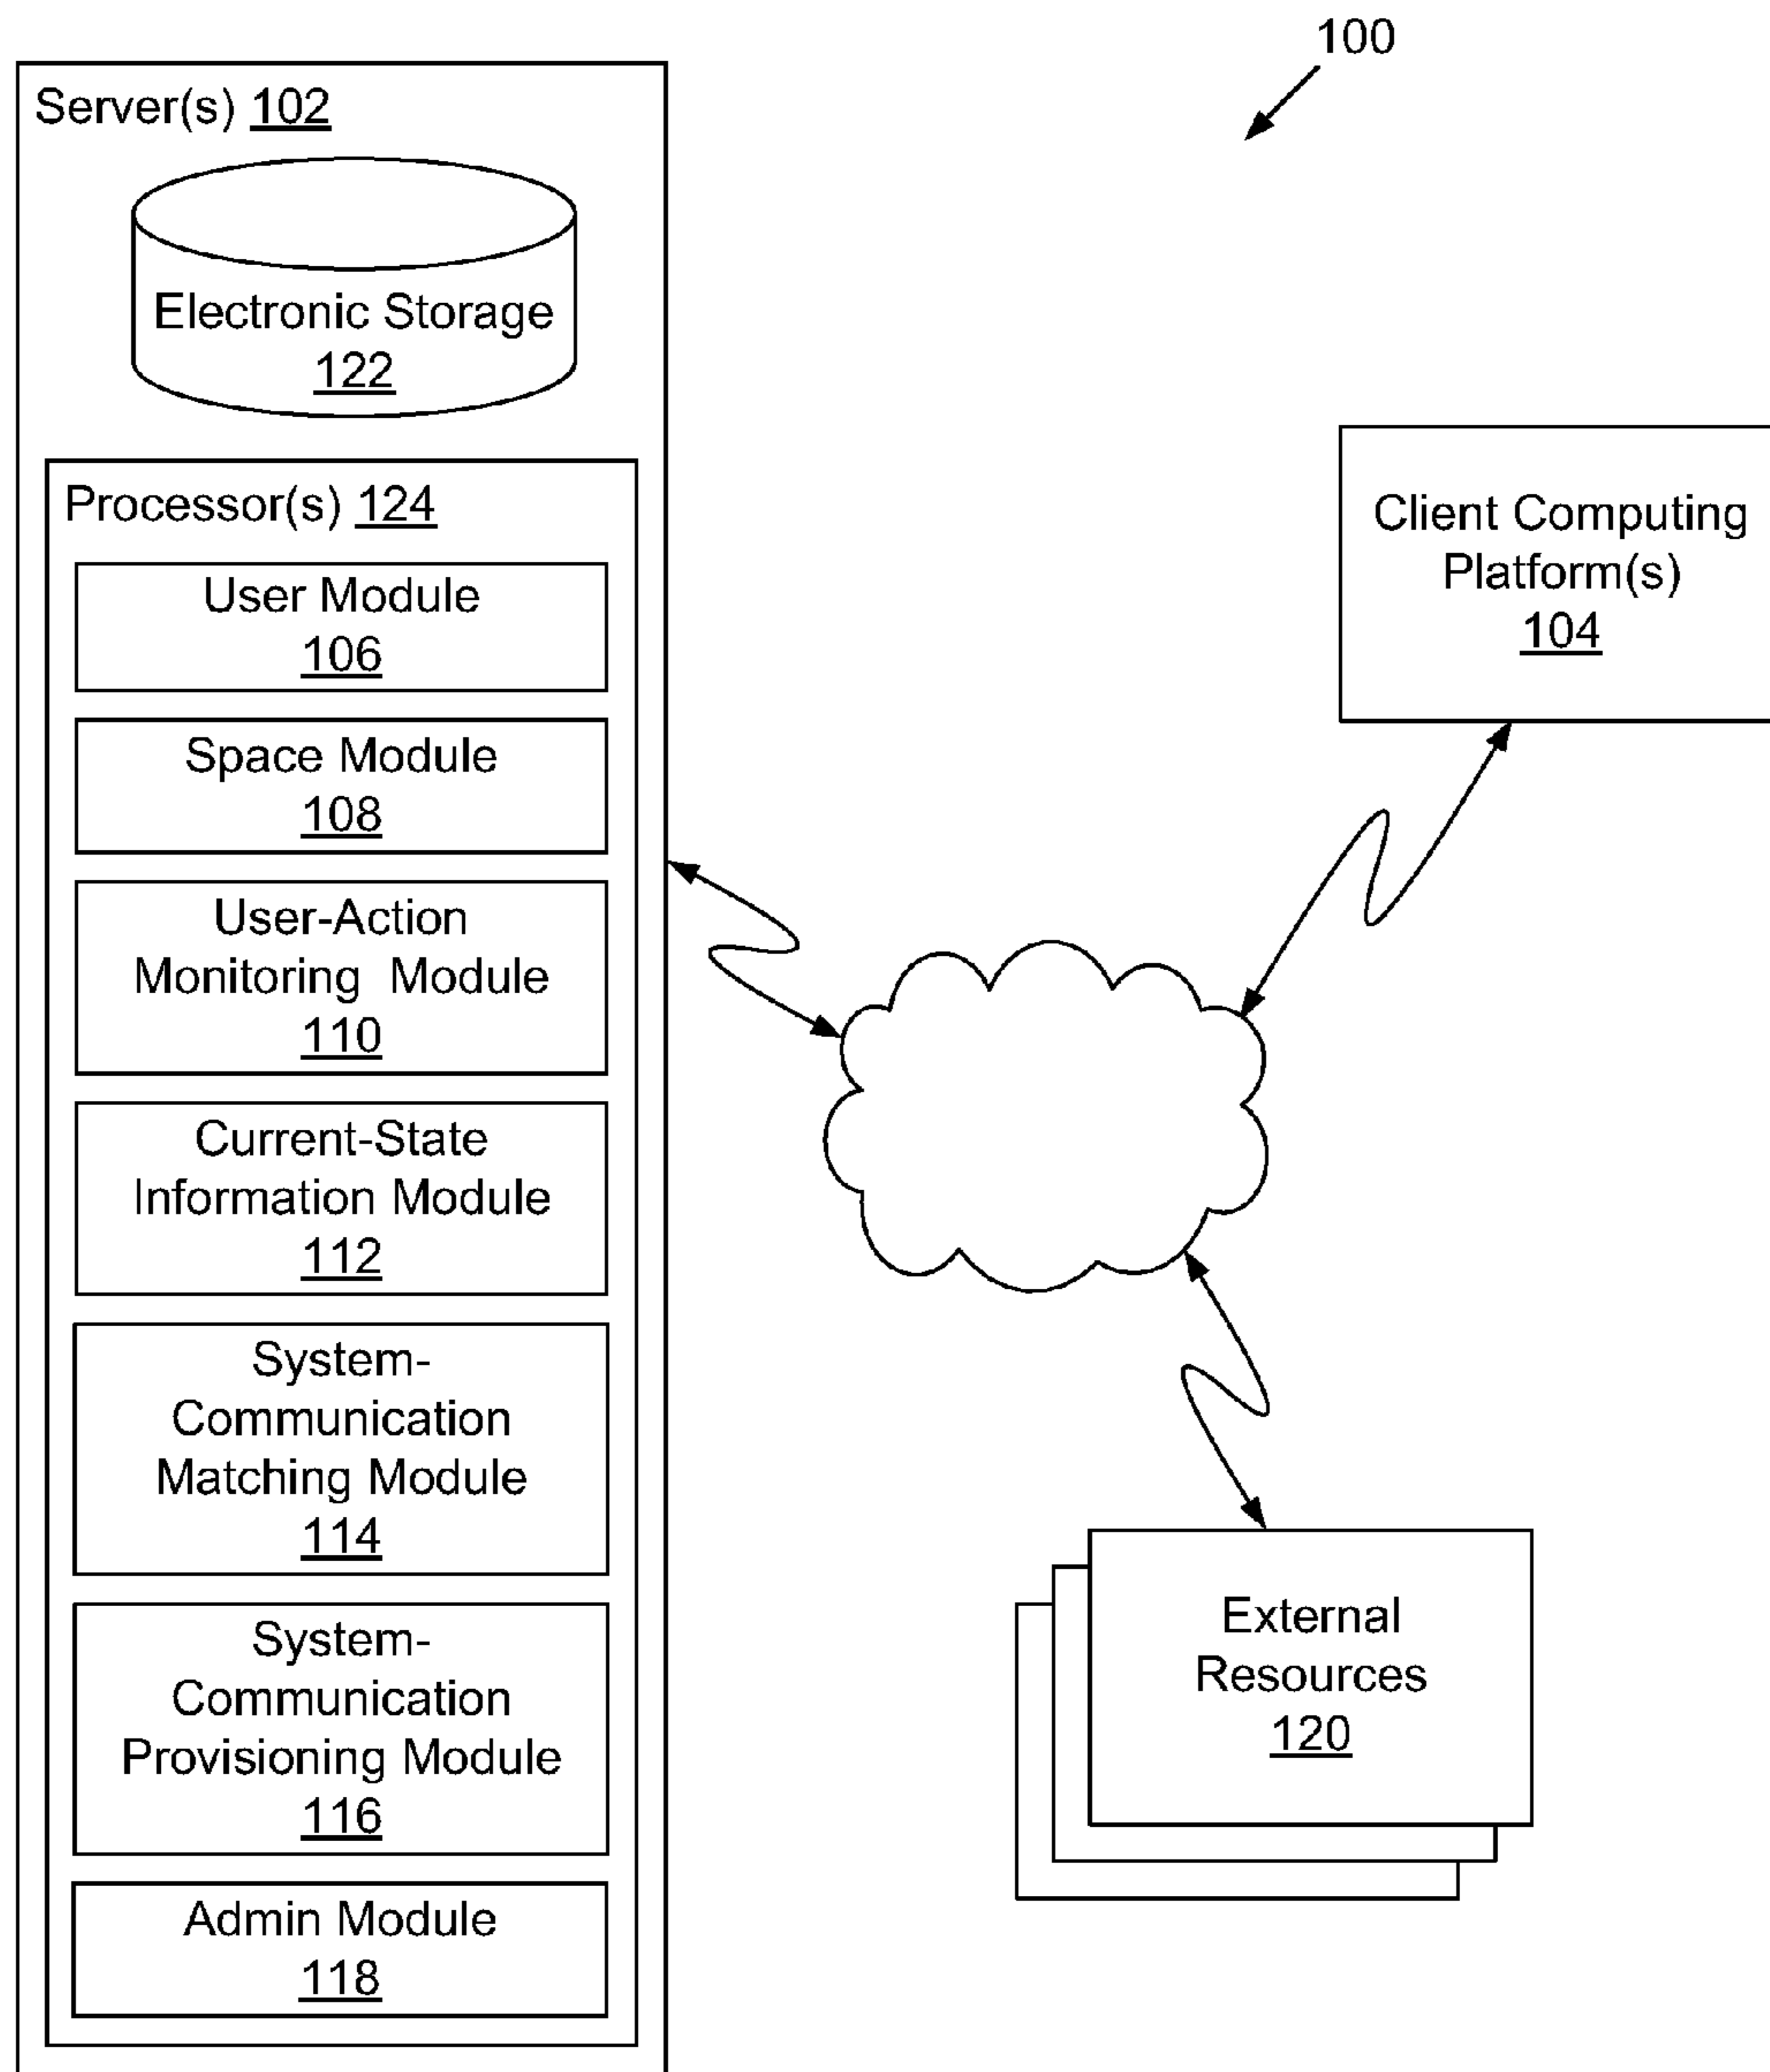 100
Server(s) 102
Electronic Storage
122
Processor(s) 124
User Module
106
Space Module
108
User-Action
Monitoring Module
110
Current-State
Information Module
112
System-
Communication
Matching Module
114
System-
Communication
Provisioning Module
116
Admin Module
118
Client Computing
Platform(s)
104
External
Resources
120